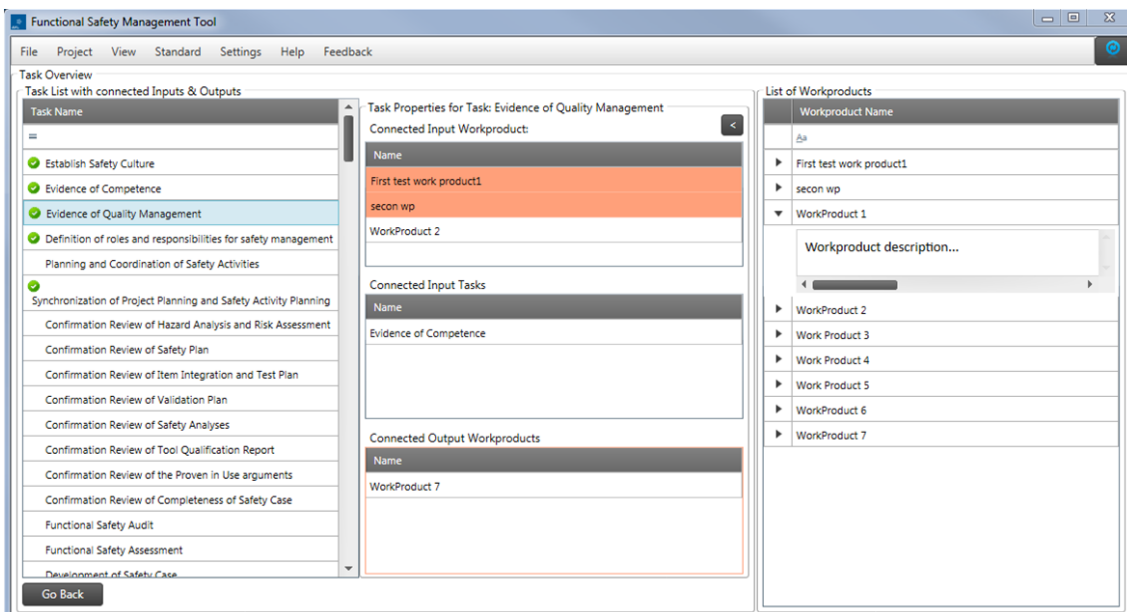 Functional Safety Management Tool
File Project View Standard Settings Help Feedback
Task Overview
Task List with connected Inputs & Outputs
Task Name
=
Establish Safety Culture
Evidence of Competence
Evidence of Quality Management
Definition of roles and responsibilities for safety management
Planning and Coordination of Safety Activities
Synchronization of Project Planning and Safety Activity Planning
Confirmation Review of Hazard Analysis and Risk Assessment
Confirmation Review of Safety Plan
Confirmation Review of Item Integration and Test Plan
Confirmation Review of Validation Plan
Confirmation Review of Safety Analyses
Confirmation Review of Tool Qualification Report
Confirmation Review of the Proven in Use arguments
Confirmation Review of Completeness of Safety Case
Functional Safety Audit
Functional Safety Assessment
Development of Safety Case
Go Back
Task Properties for Task: Evidence of Quality Management
Connected Input Workproduct:
<
Name
First test work product1
secon wp
WorkProduct 2
Connected Input Tasks
Name
Evidence of Competence
Connected Output Workproducts
Name
WorkProduct 7
List of Workproducts
Workproduct Name
Aa
First test work product1
secon wp
WorkProduct 1
Workproduct description...
WorkProduct 2
Work Product 3
Work Product 4
Work Product 5
WorkProduct 6
WorkProduct 7